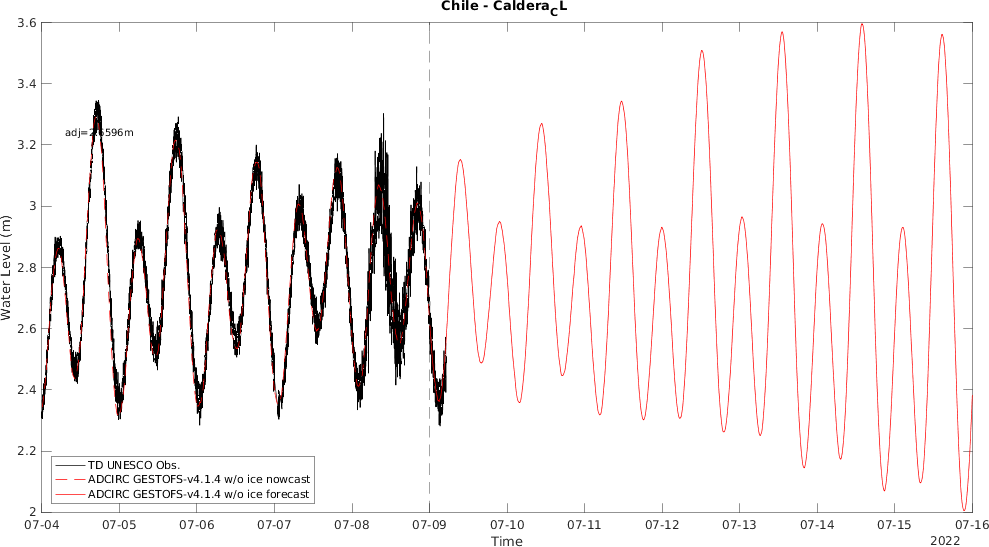 Chile - Caldera_CL
3.6
3.4
3.2
3
2.8
2.6
2.4
2.2
2
Water Level (m)
adj=2.6596m
TD UNESCO Obs.
ADCIRC GESTOFS-v4.1.4 w/o ice nowcast
ADCIRC GESTOFS-v4.1.4 w/o ice forecast
07-04 07-05 07-06 07-07 07-08 07-09 07-10 07-11 07-12 07-13 07-14 07-15 07-16
Time
2022